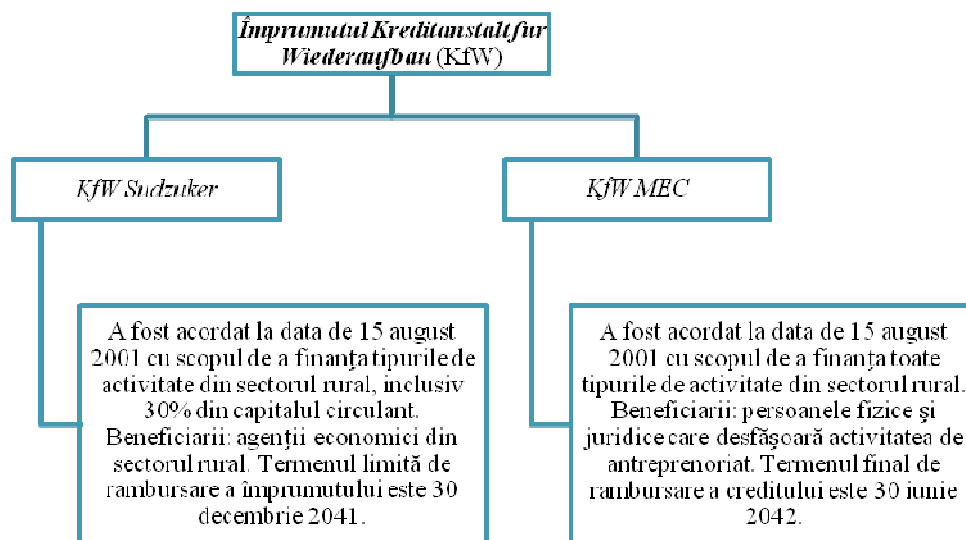 Împrumutul Kreditanstalt fur
Wiederaufbau (KfW)
KfW Sudzuker
KfW MEC
A fost acordat la data de 15 august
2001 cu scopul de a finanța tipurile de
activitate din sectorul rural, inclusiv
30% din capitalul circulant.
Beneficiarii: agenții economici din
sectorul rural. Termenul limită de
rambursare a împrumutului este 30
decembrie 2041.
A fost acordat la data de 15 august
2001 cu scopul de a finanța toate
tipurile de activitate din sectorul rural.
Beneficiarii: persoanele fizice și
juridice care desfășoară activitatea de
antreprenoriat. Termenul final de
rambursare a creditului este 30 iunie
2042.